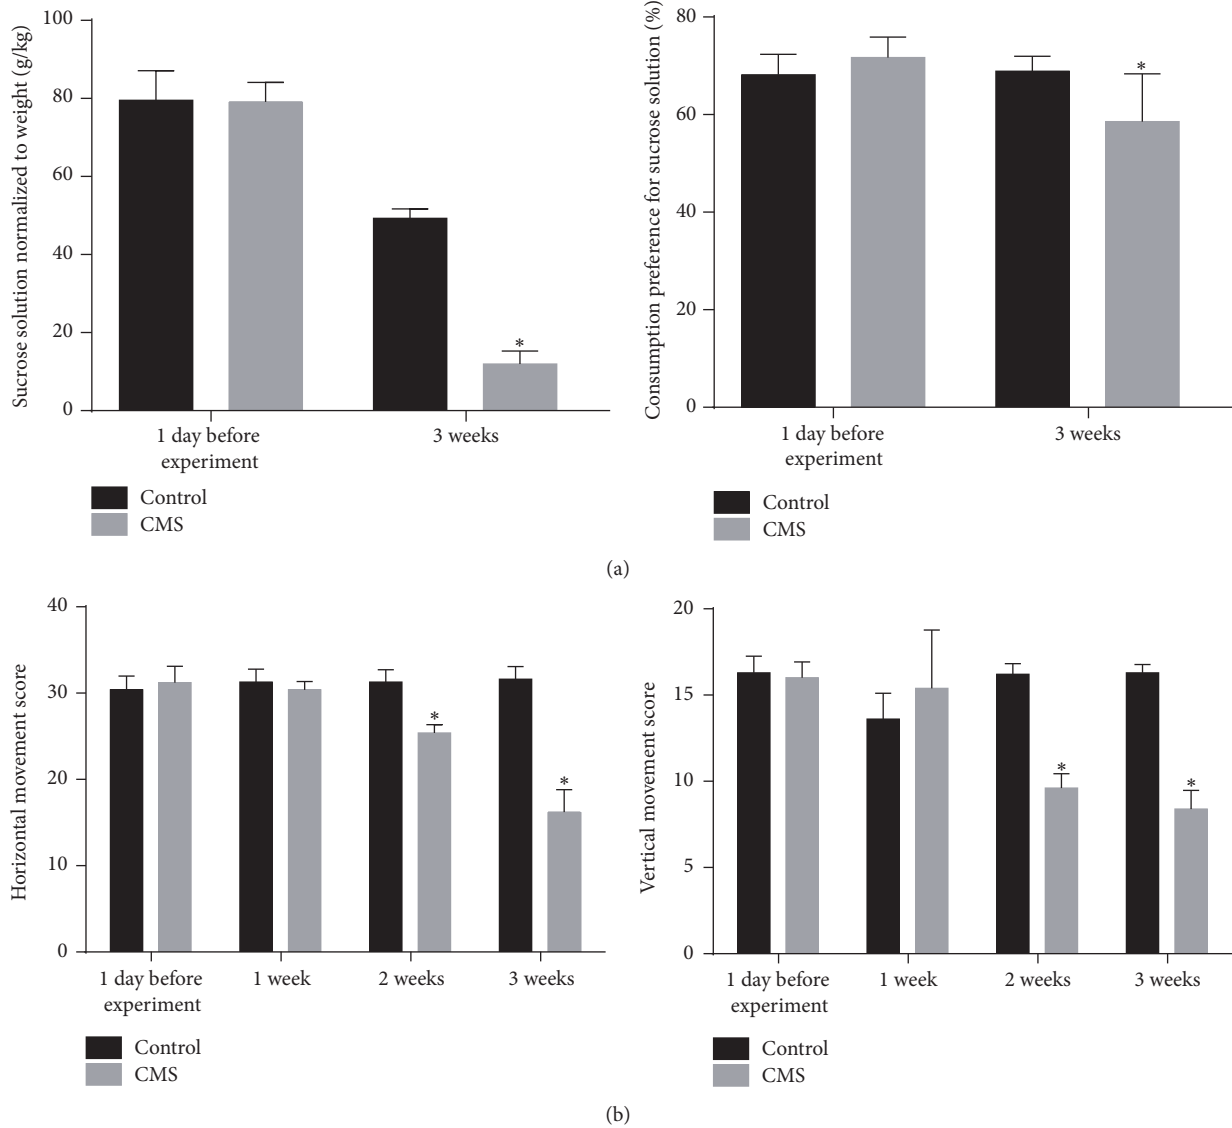 Sucrose solution normalized to weight (g/kg)
100
80
60
40
20
0
*
1 day before
experiment
3 weeks
Control
CMS
Consumption preference for sucrose solution (%)
80
60
40
20
0
*
1 day before
experiment
3 weeks
Control
CMS
(a)
Horizontal movement score
40
30
20
10
0
*
*
1 day before
experiment
1 week
2 weeks
3 weeks
Control
CMS
Vertical movement score
20
15
10
5
0
*
*
1 day before
experiment
1 week
2 weeks
3 weeks
Control
CMS
(b)